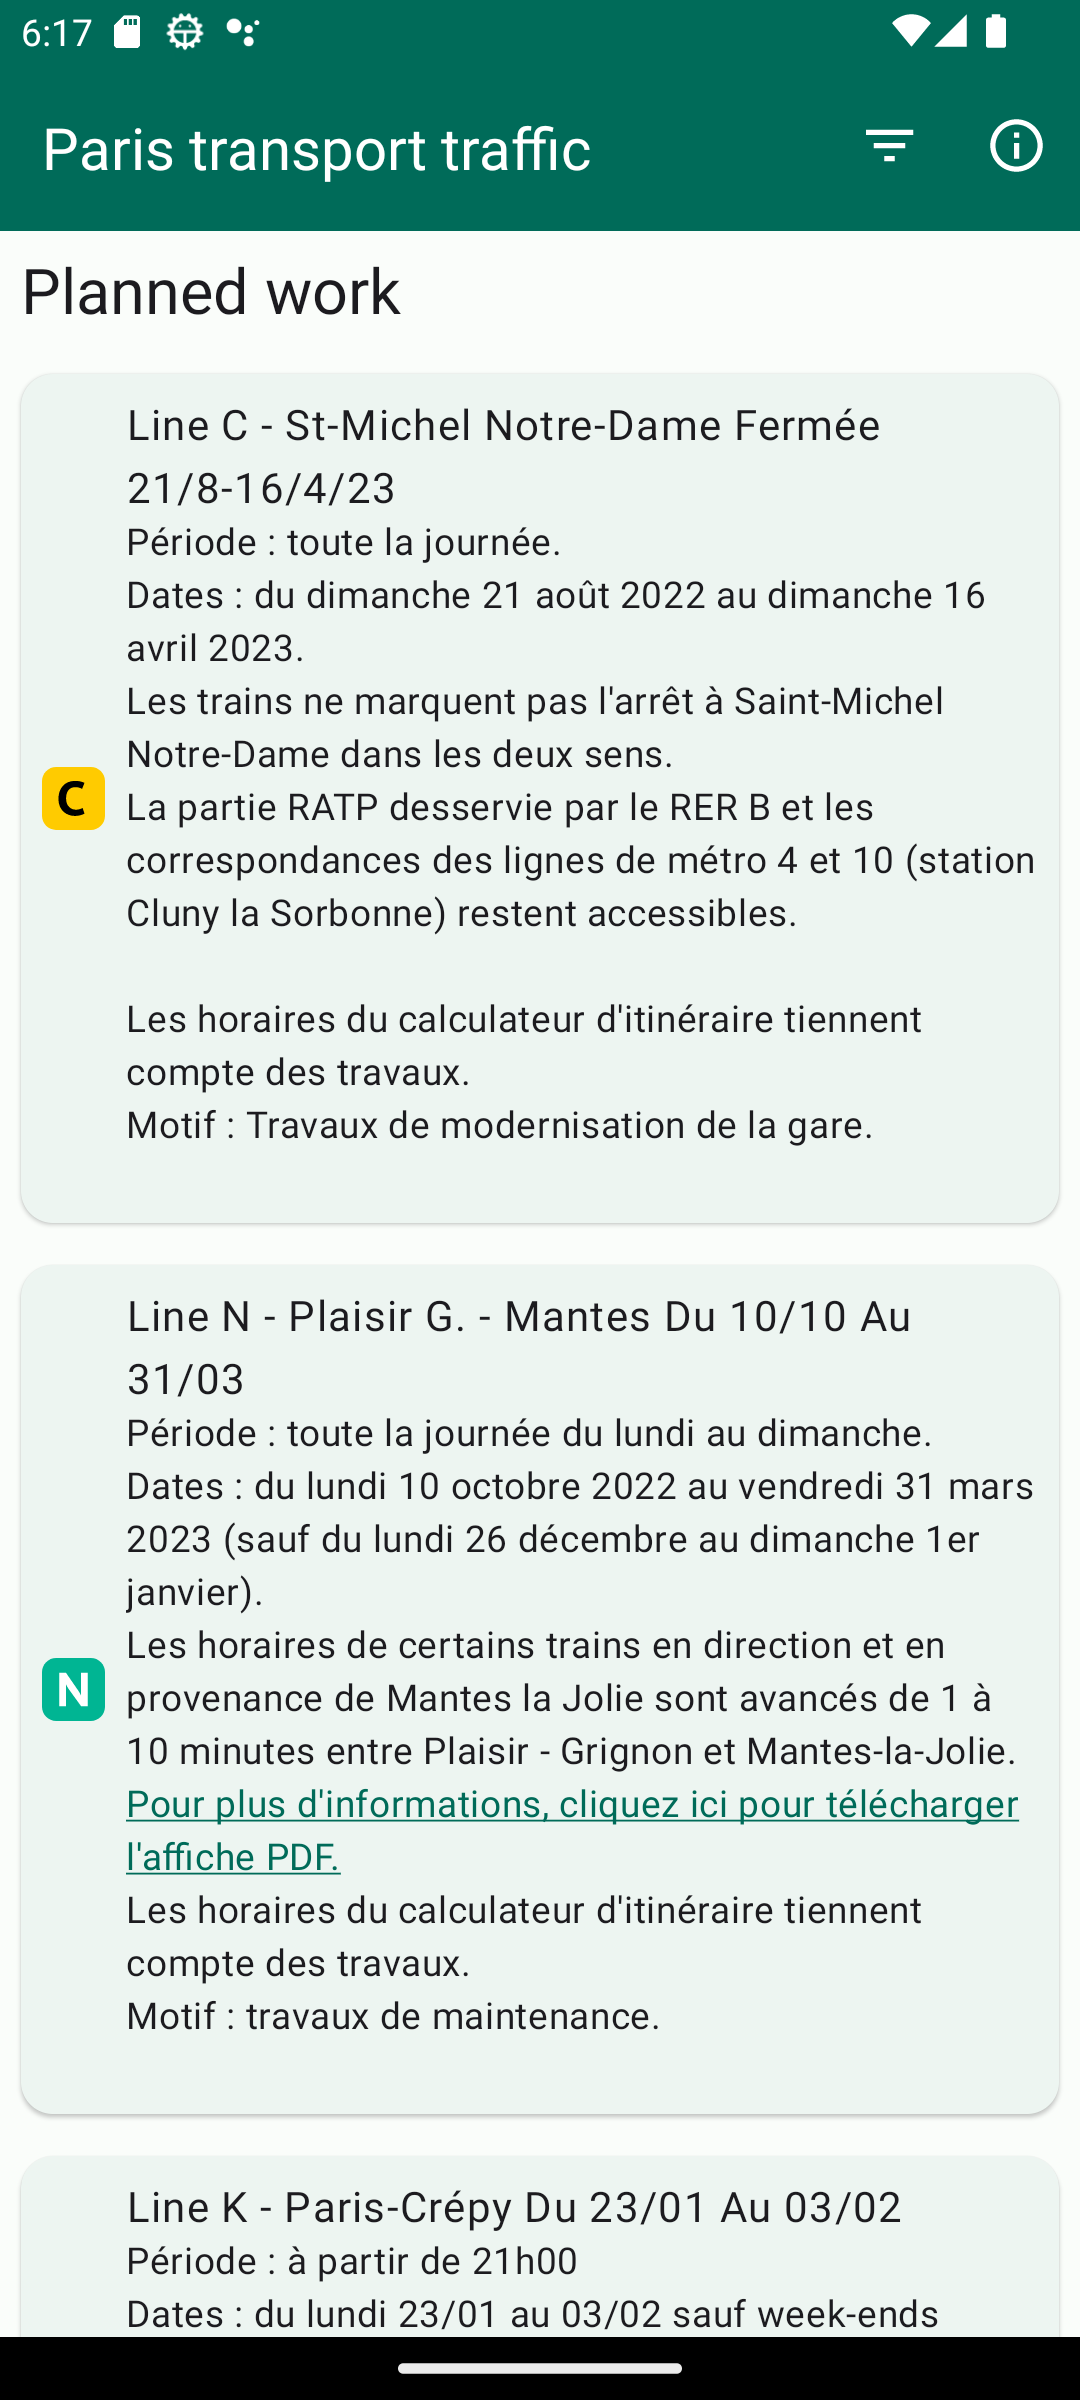 6:17
Paris transport traffic
Planned work
Line C - St-Michel Notre-Dame Fermée
21/8-16/4/23
Période : toute la journée.
Dates : du dimanche 21 août 2022 au dimanche 16
avril 2023.
Les trains ne marquent pas l'arrêt à Saint-Michel
Notre-Dame dans les deux sens.
C
La partie RATP desservie par le RER B et les
correspondances des lignes de métro 4 et 10 (station
Cluny la Sorbonne) restent accessibles.
Les horaires du calculateur d'itinéraire tiennent
compte des travaux.
Motif : Travaux de modernisation de la gare.
Line N - Plaisir G. - Mantes Du 10/10 Au
31/03
Période : toute la journée du lundi au dimanche.
Dates : du lundi 10 octobre 2022 au vendredi 31 mars
2023 (sauf du lundi 26 décembre au dimanche 1er
janvier).
Les horaires de certains trains en direction et en
N
provenance de Mantes la Jolie sont avancés de 1 à
10 minutes entre Plaisir - Grignon et Mantes-la-Jolie.
Pour plus d'informations, cliquez ici pour télécharger
l'affiche PDF.
Les horaires du calculateur d'itinéraire tiennent
compte des travaux.
Motif : travaux de maintenance.
Line K - Paris-Crépy Du 23/01 Au 03/02
Période : à partir de 21h00
Dates : du lundi 23/01 au 03/02 sauf week-ends